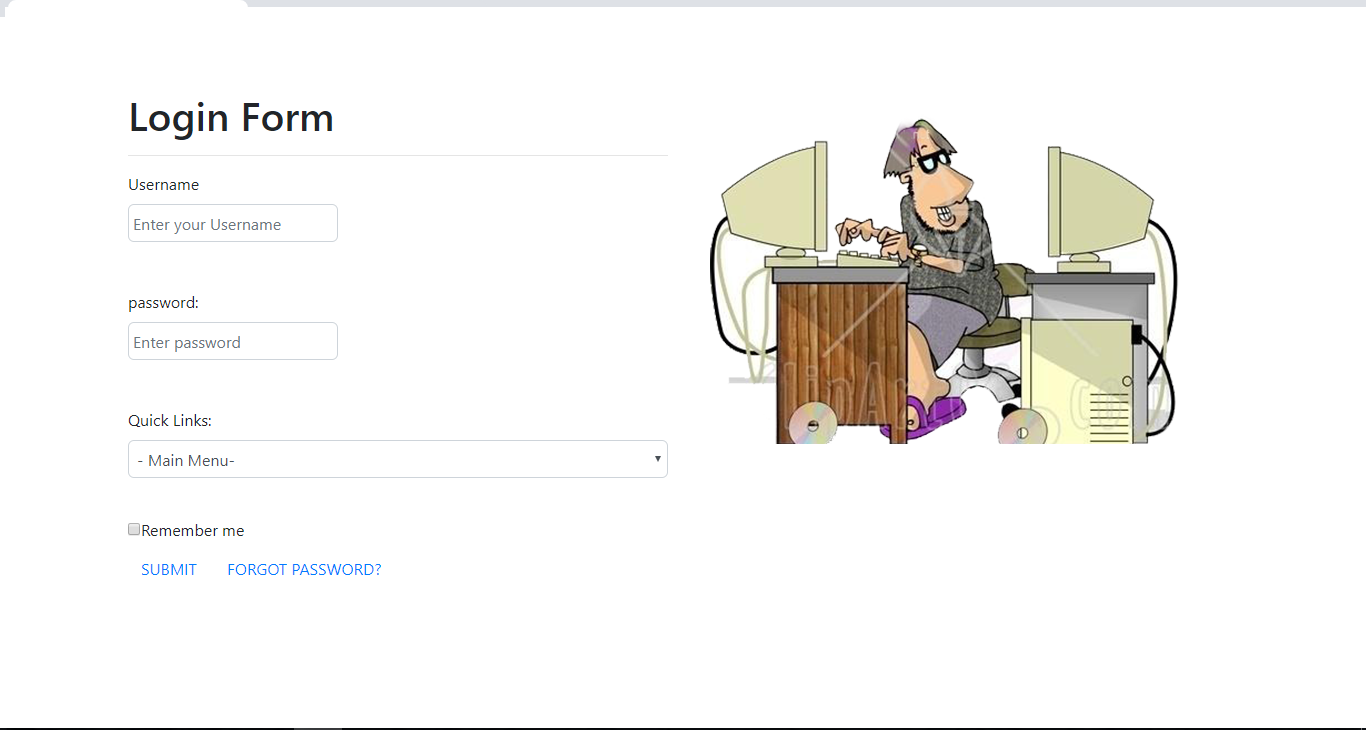 Login Form
Username
Enter your Username
password:
Enter password
Quick Links:
- Main Menu-
Remember me
SUBMIT FORGOT PASSWORD?